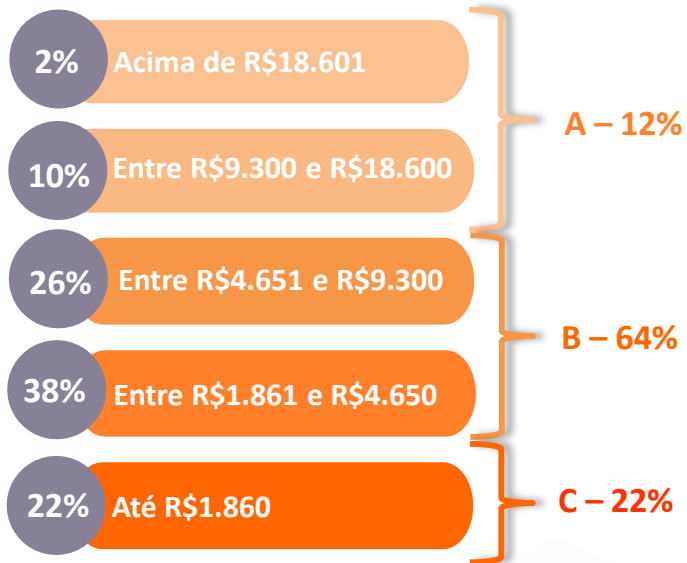 2%
Acima de R$18.601
10%
Entre R$9.300 e R$18.600
A – 12%
26%
Entre R$4.651 e R$9.300
38%
Entre R$1.861 e R$4.650
B – 64%
22%
Até R$1.860
C – 22%